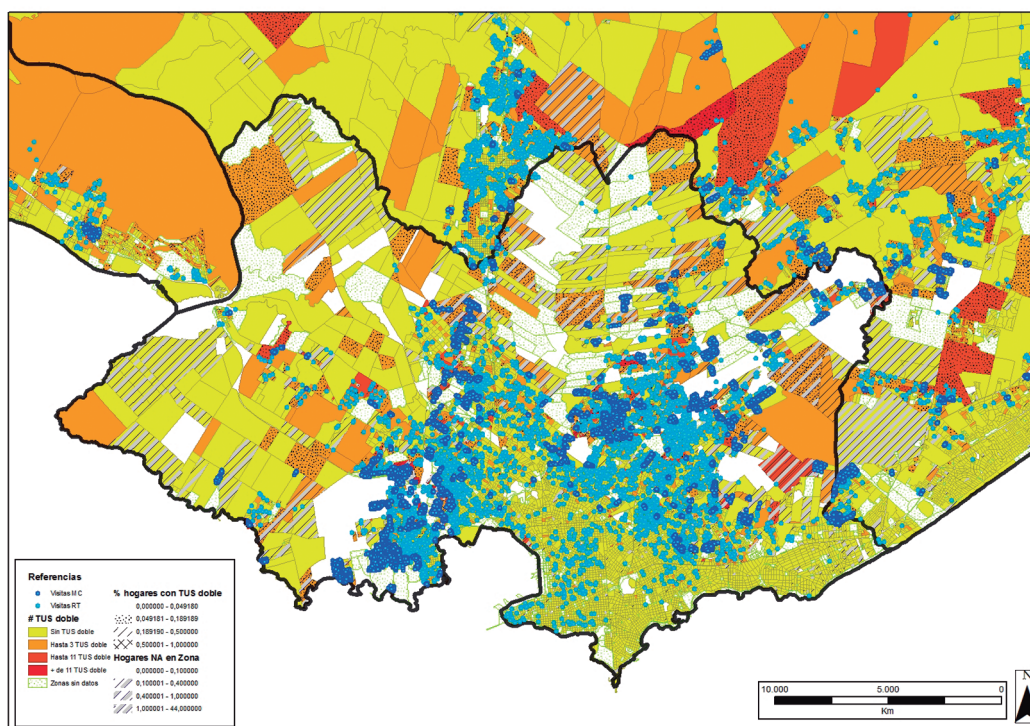 Referencias
Visitas MC
Visitas RT
# TUS doble
Sin TUS doble
Hasta 3 TUS doble
Hasta 11 TUS doble
+ de 11 TUS doble
Zonas sin datos
% hogares con TUS doble
0,000000 - 0,049180
0,049181 - 0,189189
0,189190 - 0,500000
0,500001 - 1,000000
Hogares NA en Zona
0,000000 - 0,100000
0,100001 - 0,400000
0,400001 - 1,000000
1,000001 - 44,000000
10.000 5.000 0
Km
N